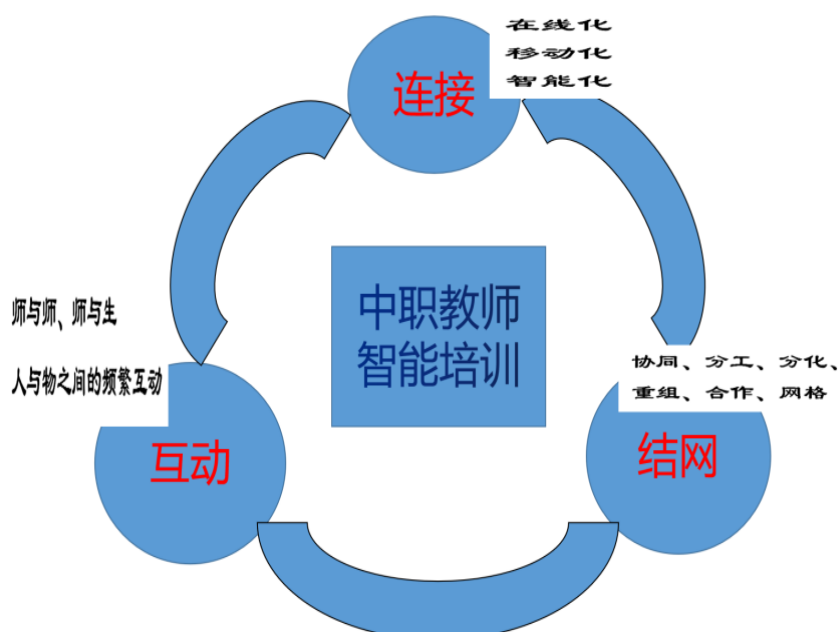 在线化
移动化
智能化
连接
中职教师
智能培训
师与师、师与生
人与物之间的频繁互动
互动
协同、分工、分化、
重组、合作、网格
结网